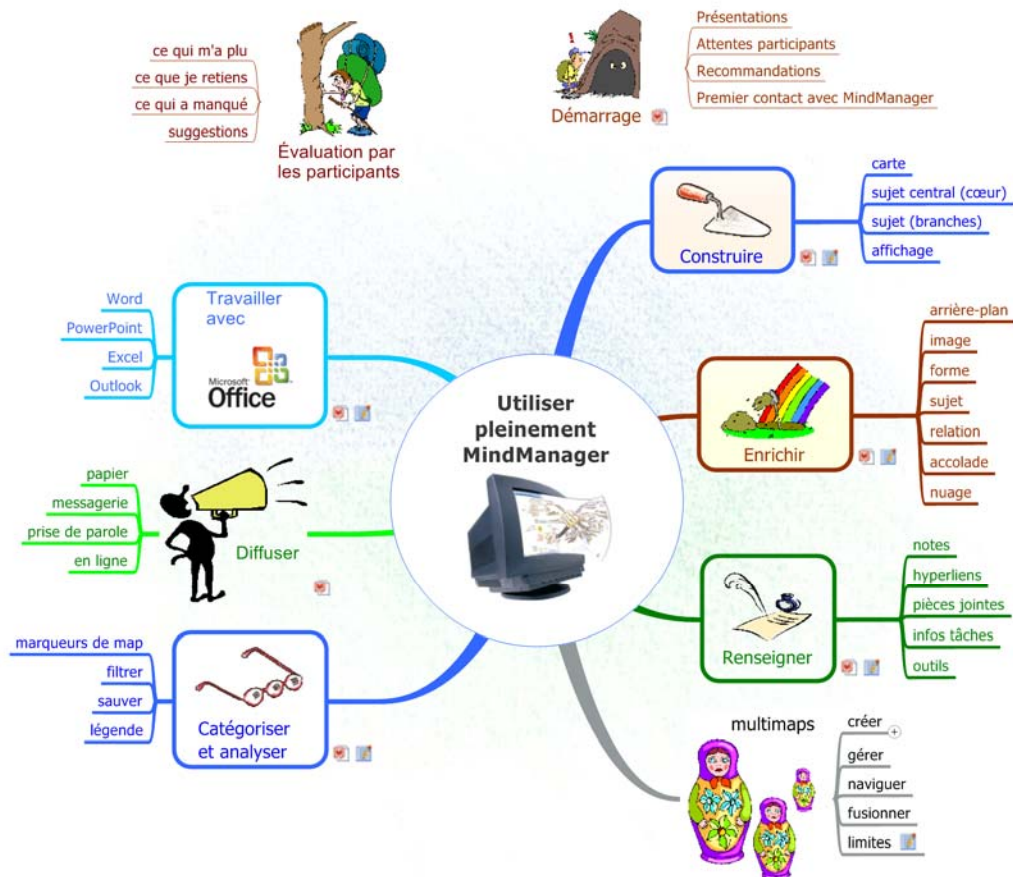 Utiliser
pleinement
MindManager
Démarrage
Présentations
Attentes participants
Recommandations
Premier contact avec MindManager
!
Construire
carte
sujet central (cœur)
sujet (branches)
affichage
Enrichir
arrière-plan
image
forme
sujet
relation
accolade
nuage
Renseigner
notes
hyperliens
pièces jointes
infos tâches
outils
multimaps
créer
gérer
naviguer
fusionner
limites
Catégoriser
et analyser
marqueurs de map
filtrer
sauver
légende
Diffuser
papier
messagerie
prise de parole
en ligne
Travailler
avec
Microsoft
Office
Word
PowerPoint
Excel
Outlook
Évaluation par
les participants
ce qui m'a plu
ce que je retiens
ce qui a manqué
suggestions